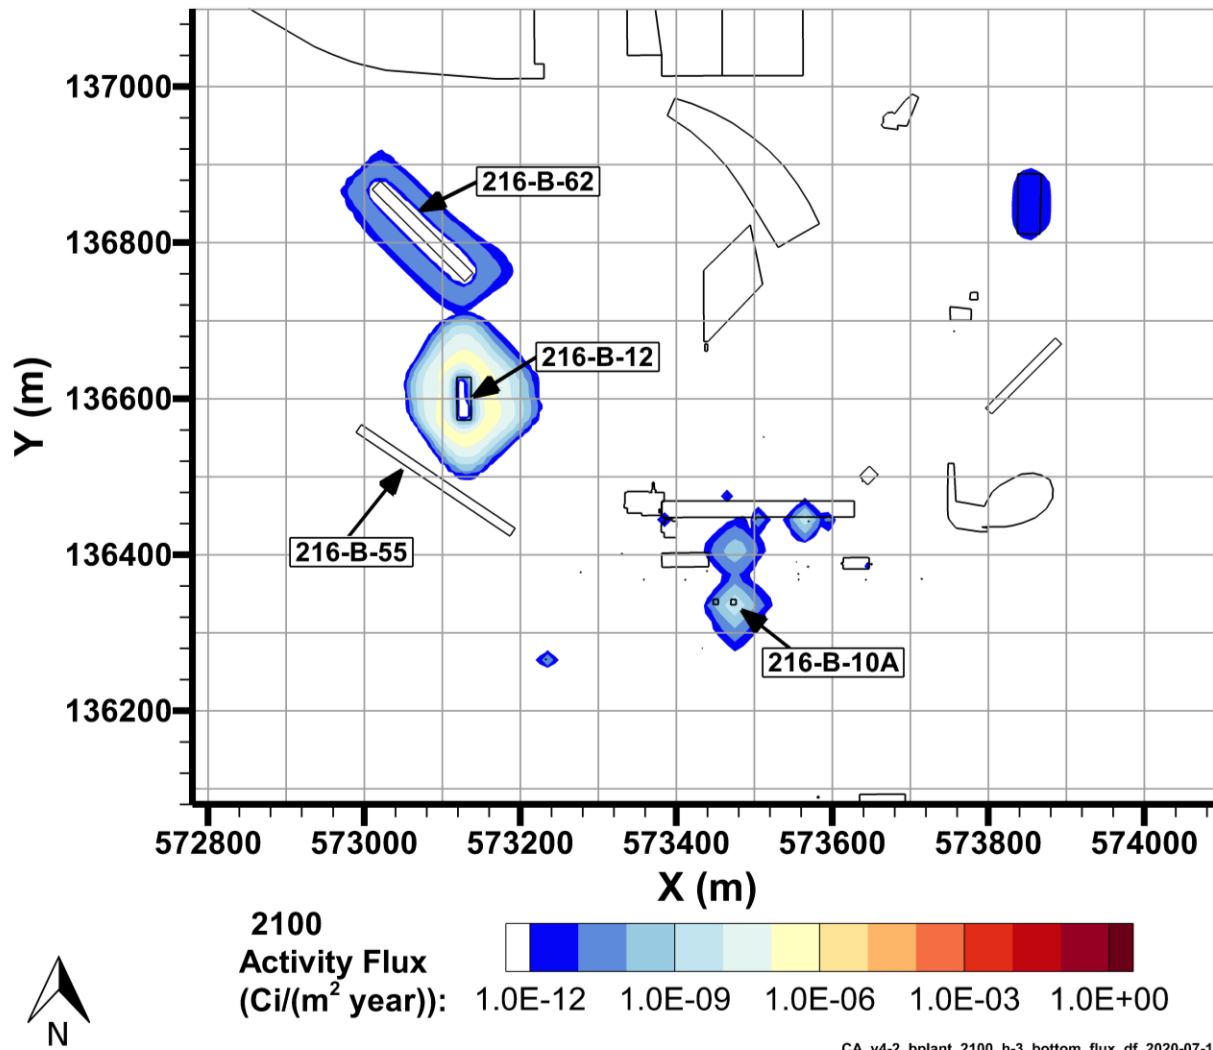 137000
136800
136600
136400
136200
Y (m)
216-B-62
216-B-12
216-B-55
216-B-10A
572800 573000 573200 573400 573600 573800 574000
X (m)
2100
Activity Flux
(Ci/(m² year)):
1.0E-12 1.0E-09 1.0E-06 1.0E-03 1.0E+00
N